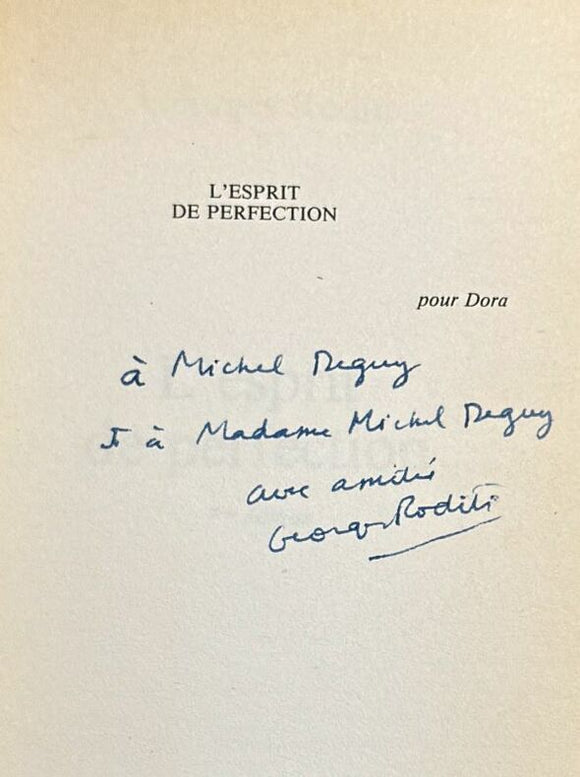 L'ESPRIT
DE PERFECTION
pour Dora
à Michel Deguy
et à Madame Michel Deguy
avec amitié
Georges Roditi